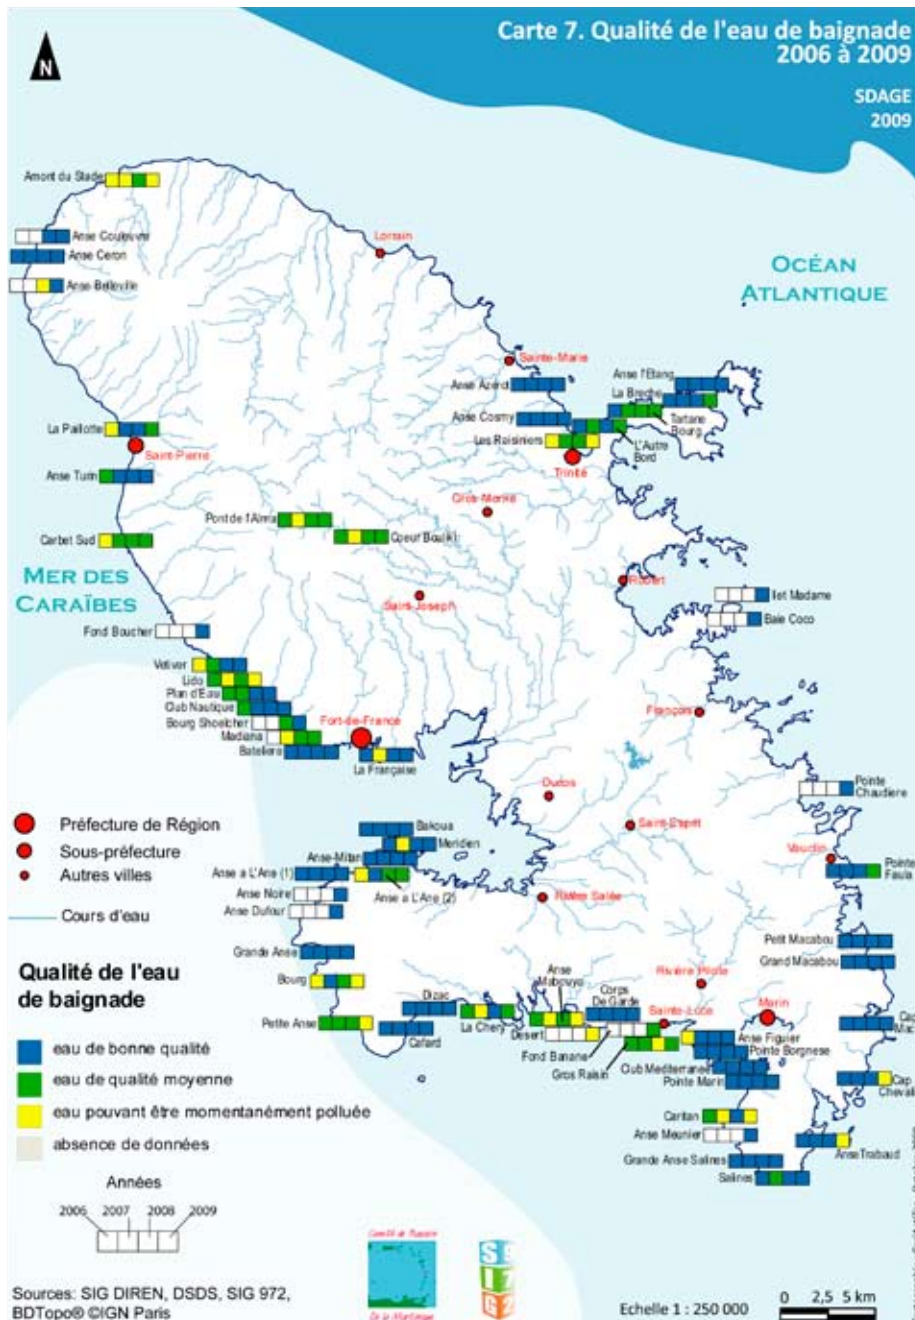 Carte 7. Qualité de l'eau de baignade
2006 à 2009
SDAGE
2009
N
Amont du Slade
Anse Couleuvre
Anse Ceron
Anse Belleville
Lorrain
OCÉAN
ATLANTIQUE
Sainte-Marie
Anse Azerot
Anse l'Etang
La Breche
Anse Cosmy
Tartane
Bourg
Les Raisiniers
L'Autre
Bord
Trinité
La Paillotte
Saint-Pierre
Anse Turin
Gros-Morne
Pont de l'Alma
Carbet Sud
MER DES
CARAÏBES
Robert
Saint-Joseph
Ilet Madame
Baie Coco
Fond Boucher
Vetiver
Lido
Plan d'Eau
Club Nautique
Bourg Shoelcher
Fort-de-France
Madiana
Bateliere
La Française
François
Ducos
Pointe
Chaudiere
Saint-Esprit
Vauclin
Pointe
Faula
Préfecture de Région
Sous-préfecture
Autres villes
Cours d'eau
Bakoua
Meridien
Anse-Mitan
Anse a L'Ane (1)
Anse a L'Ane (2)
Anse Noire
Anse Dufour
Rivière Salée
Grande Anse
Petit Macabou
Grand Macabou
Qualité de l'eau
de baignade
Bourg
Anse
Mabouya
Rivière Pilote
Dizac
Corps
De Garde
Petite Anse
La Chery
Sainte-Luce
Marin
Cafard
Desert
Cap
Mac
Fond Banane
Anse Figuier
Pointe Borgnese
Gros Raisin
Club Mediterranee
Pointe Marin
Cap
Cheval
eau de bonne qualité
eau de qualité moyenne
eau pouvant être momentanément polluée
absence de données
Caritan
Anse Meunier
Anse Trabaud
Grande Anse Salines
Salines
Années
2006
2007
2008
2009
De la Martinique
Sources: SIG DIREN, DSDS, SIG 972,
BDTopo® ©IGN Paris
Echelle 1 : 250 000
0 2,5 5 km